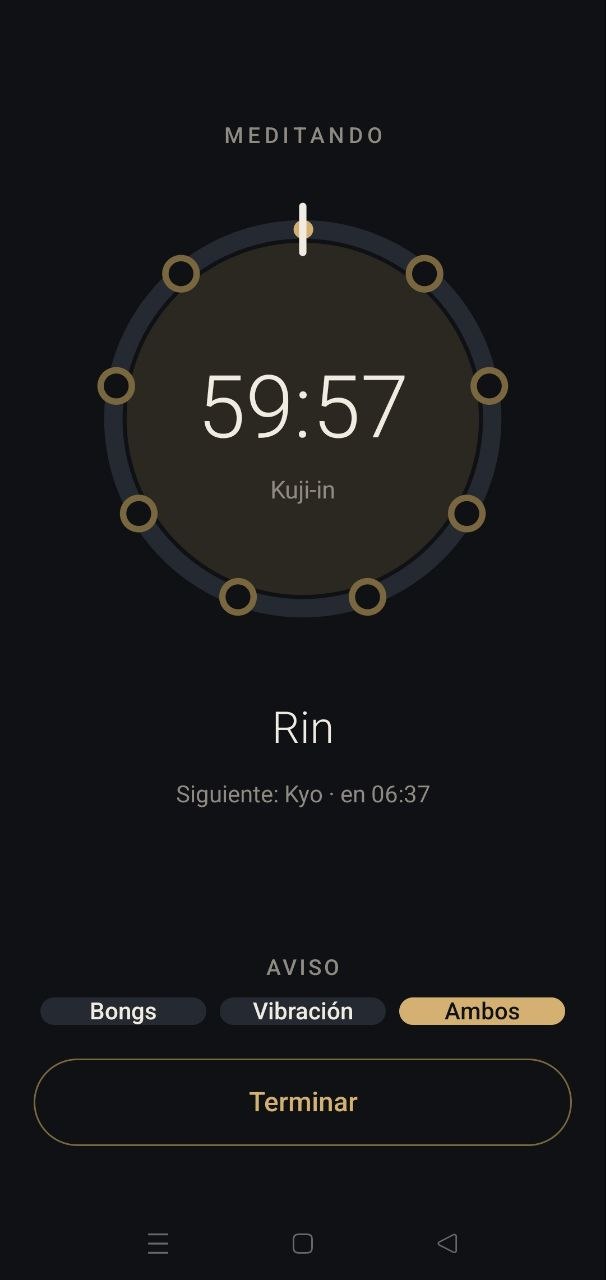 MEDITANDO
59:57
Kuji-in
Rin
Siguiente: Kyo · en 06:37
AVISO
Bongs Vibración Ambos
Terminar